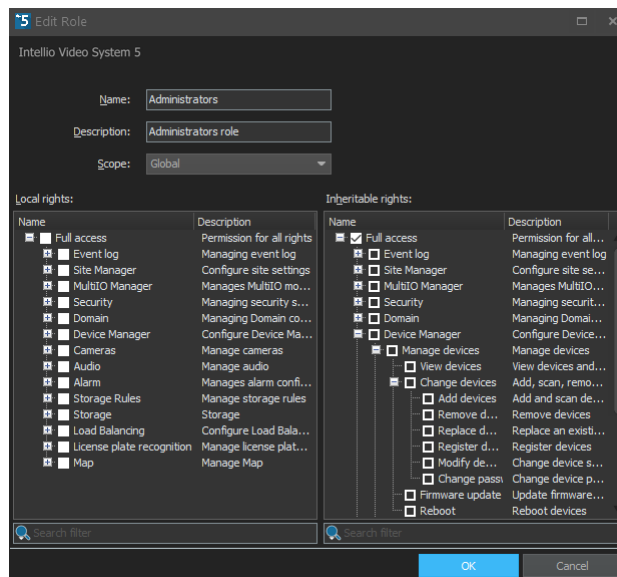 5 Edit Role
Intellio Video System 5
Name: Administrators
Description: Administrators role
Scope: Global
Local rights:
Name Description
Full access Permission for all rights
Event log Managing event log
Site Manager Configure site settings
MultiIO Manager Manages MultiIO mo...
Security Managing security s...
Domain Managing Domain co...
Device Manager Configure Device Ma...
Cameras Manage cameras
Audio Manage audio
Alarm Manages alarm confi...
Storage Rules Manage storage rules
Storage Storage
Load Balancing Configure Load Bala...
License plate recognition Manage license plat...
Map Manage Map
Search filter
Inheritable rights:
Name Description
Full access Permission for all...
Event log Managing event log
Site Manager Configure site se...
MultiIO Manager Manages MultiIO...
Security Managing securit...
Domain Managing Domai...
Device Manager Configure Device...
Manage devices Manage devices
View devices View devices and...
Change devices Add, scan, remo...
Add devices Add and scan de...
Remove d... Remove devices
Replace d... Replace an existi...
Register d... Register devices
Modify de... Change device s...
Change passw Change device p...
Firmware update Update firmware...
Reboot Reboot devices
Search filter
OK Cancel